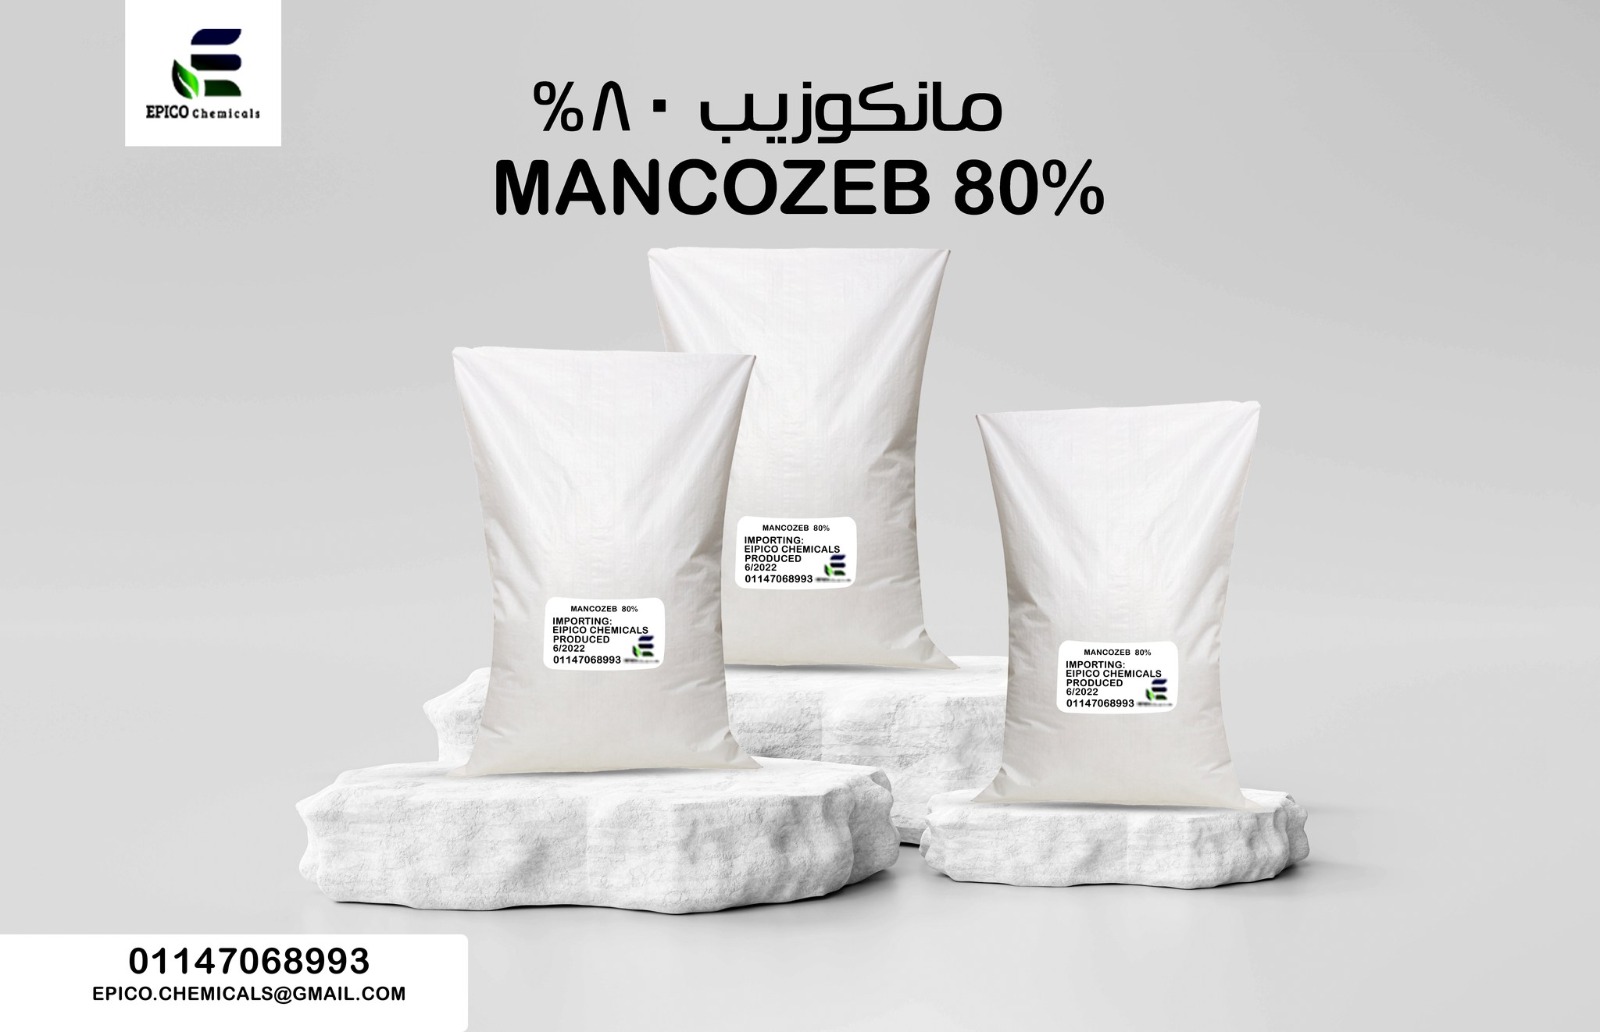 EPICO Chemicals
مانكوزيب ٨٠%
MANCOZEB 80%
MANCOZEB 80%
IMPORTING:
EIPICO CHEMICALS
PRODUCED
6/2022
01147068993
MANCOZEB 80%
IMPORTING:
EIPICO CHEMICALS
PRODUCED
6/2022
01147068993
MANCOZEB 80%
IMPORTING:
EIPICO CHEMICALS
PRODUCED
6/2022
01147068993
01147068993
EPICO.CHEMICALS@GMAIL.COM